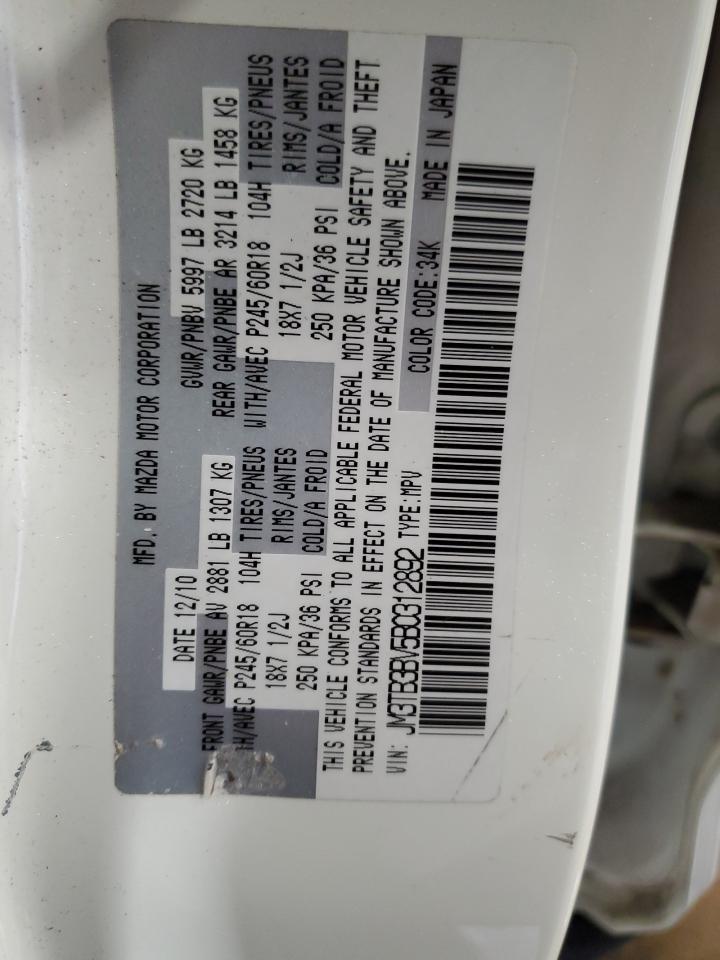 MFD. BY MAZDA MOTOR CORPORATION
DATE 12/10 GVWR/PNBV 5997 LB 2720 KG
FRONT GAWR/PNBE AV 2881 LB 1307 KG REAR GAWR/PNBE AR 3214 LB 1458 KG
TH/AVEC P245/60R18 104H TIRES/PNEUS WITH/AVEC P245/60R18 104H TIRES/PNEUS
18X7 1/2J RIMS/JANTES 18X7 1/2J RIMS/JANTES
250 KPA/36 PSI COLD/A FROID 250 KPA/36 PSI COLD/A FROID
THIS VEHICLE CONFORMS TO ALL APPLICABLE FEDERAL MOTOR VEHICLE SAFETY AND THEFT
PREVENTION STANDARDS IN EFFECT ON THE DATE OF MANUFACTURE SHOWN ABOVE.
VIN: JM3TB3BV5B0312892 TYPE:MPV COLOR CODE:34K MADE IN JAPAN